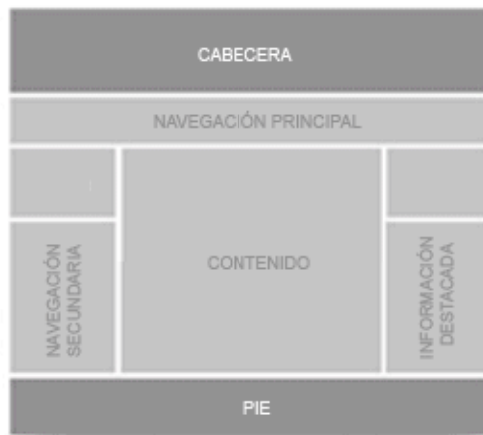 CABECERA
NAVEGACIÓN PRINCIPAL
NAVEGACIÓN
SECUNDARIA
CONTENIDO
INFORMACIÓN
DESTACADA
PIE